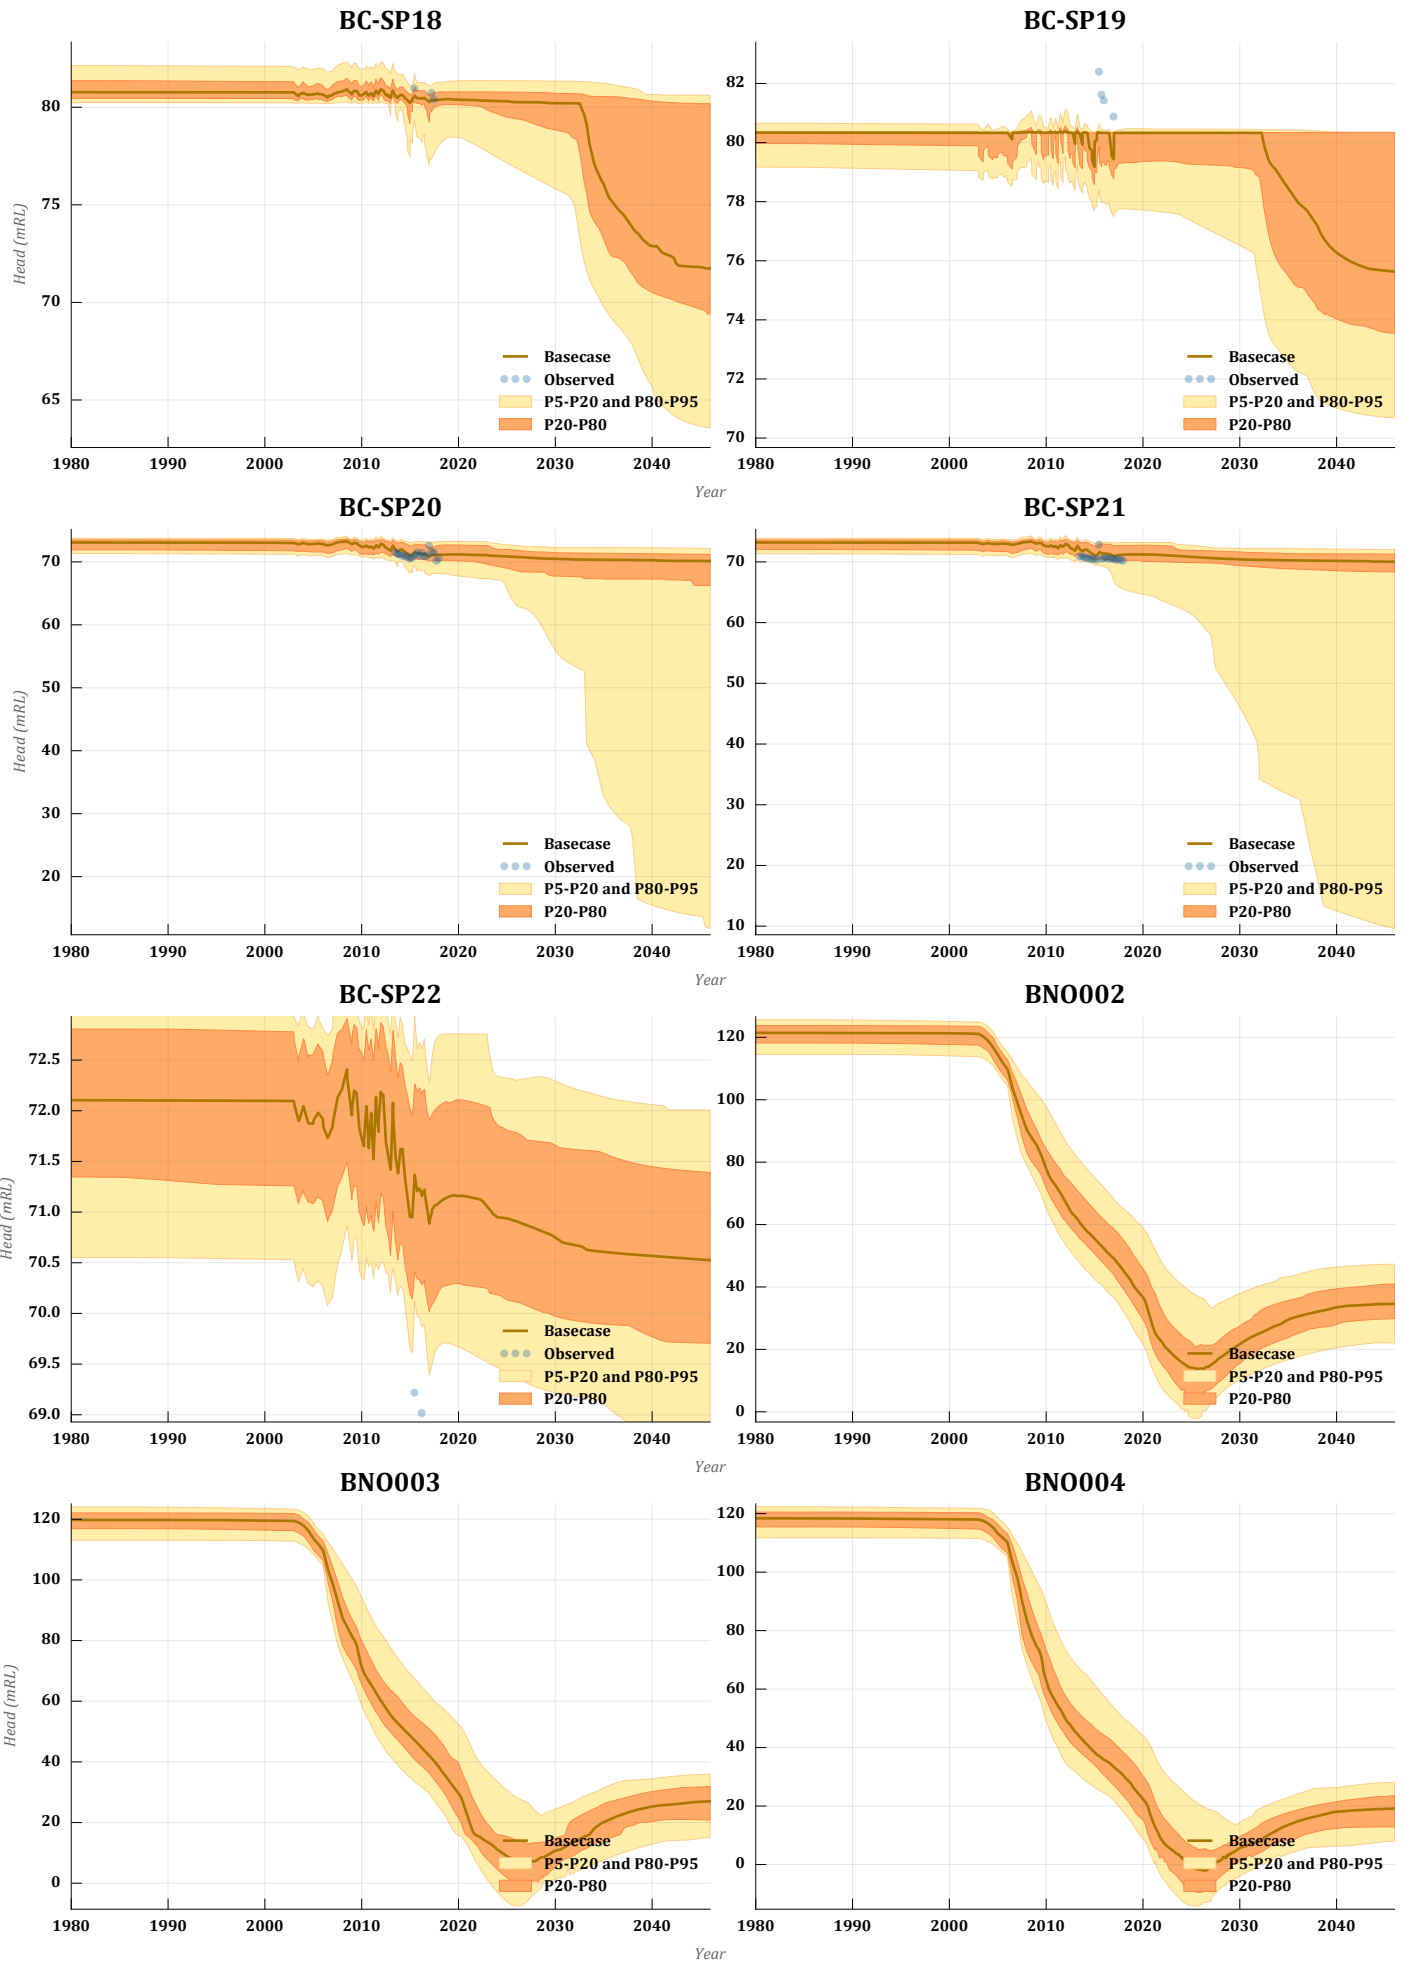 BC-SP18
BC-SP19
Head (mRL)
80
75
70
65
82
80
78
76
74
72
70
Basecase
Observed
P5-P20 and P80-P95
P20-P80
Basecase
Observed
P5-P20 and P80-P95
P20-P80
1980 1990 2000 2010 2020 2030 2040
1980 1990 2000 2010 2020 2030 2040
Year
BC-SP20
BC-SP21
Head (mRL)
70
60
50
40
30
20
70
60
50
40
30
20
10
Basecase
Observed
P5-P20 and P80-P95
P20-P80
Basecase
Observed
P5-P20 and P80-P95
P20-P80
1980 1990 2000 2010 2020 2030 2040
1980 1990 2000 2010 2020 2030 2040
Year
BC-SP22
BNO002
Head (mRL)
72.5
72.0
71.5
71.0
70.5
70.0
69.5
69.0
120
100
80
60
40
20
0
Basecase
Observed
P5-P20 and P80-P95
P20-P80
Basecase
P5-P20 and P80-P95
P20-P80
1980 1990 2000 2010 2020 2030 2040
1980 1990 2000 2010 2020 2030 2040
Year
BNO003
BNO004
Head (mRL)
120
100
80
60
40
20
0
120
100
80
60
40
20
0
Basecase
P5-P20 and P80-P95
P20-P80
Basecase
P5-P20 and P80-P95
P20-P80
1980 1990 2000 2010 2020 2030 2040
1980 1990 2000 2010 2020 2030 2040
Year